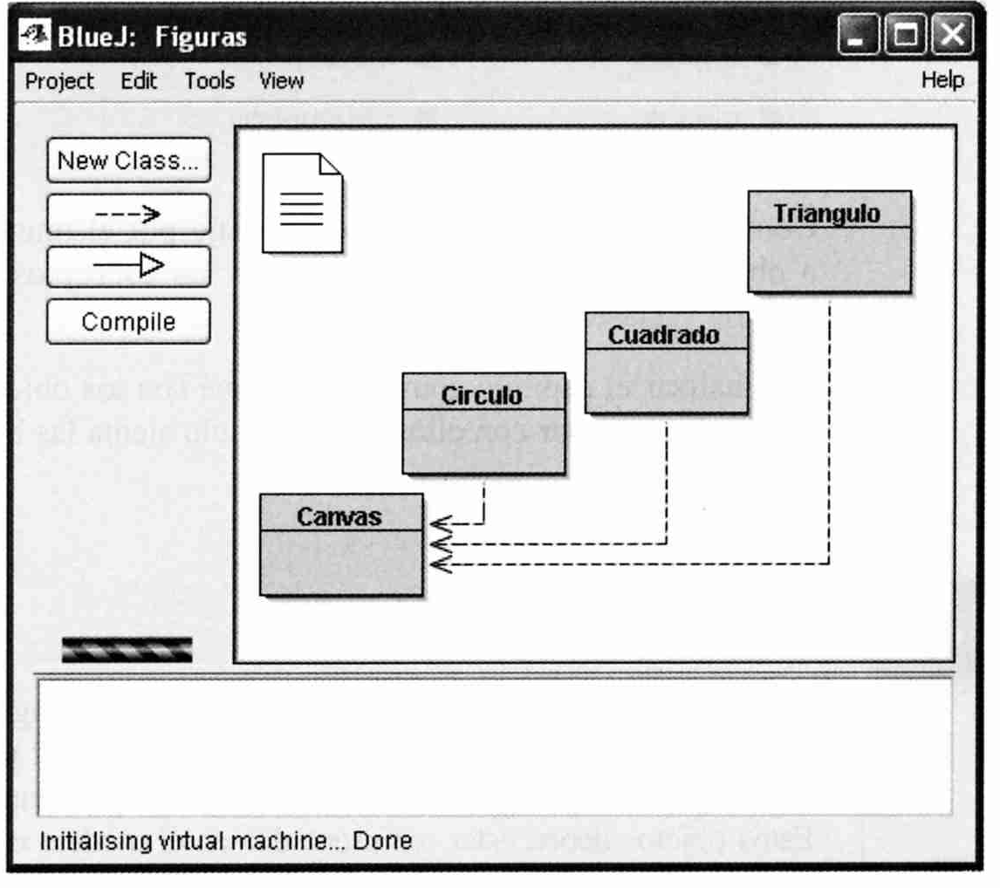 BlueJ: Figuras
Project Edit Tools View Help
New Class...
Compile
Triangulo
Cuadrado
Circulo
Canvas
Initialising virtual machine... Done